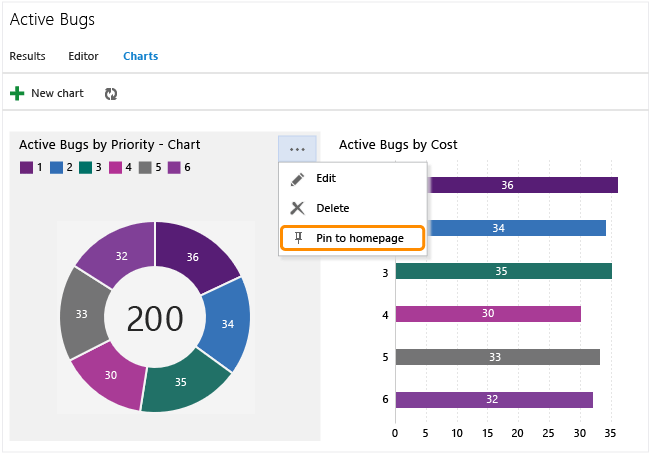 Active Bugs
Results Editor Charts
New chart
Active Bugs by Priority - Chart
...
1 2 3 4 5 6
36
34
35
30
33
32
200
Edit
Delete
Pin to homepage
Active Bugs by Cost
36
34
3 35
4 30
5 33
6 32
0 5 10 15 20 25 30 35